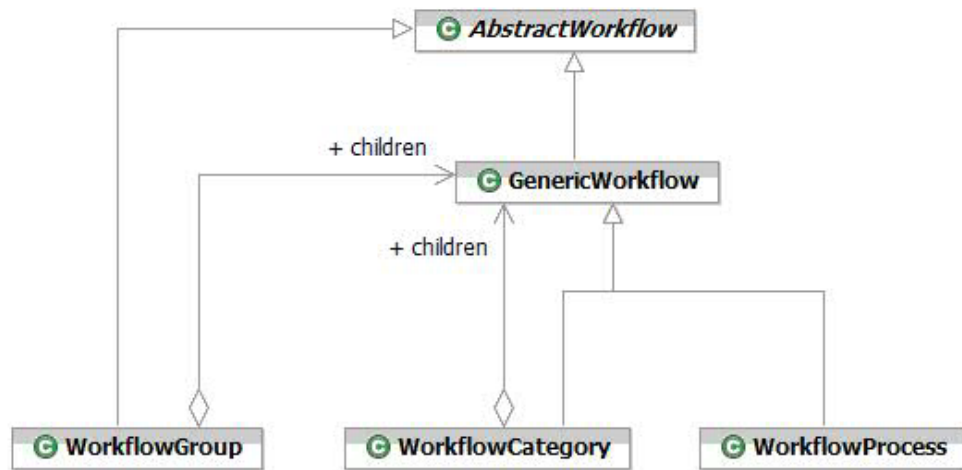 AbstractWorkflow
+ children
GenericWorkflow
+ children
WorkflowGroup
WorkflowCategory
WorkflowProcess